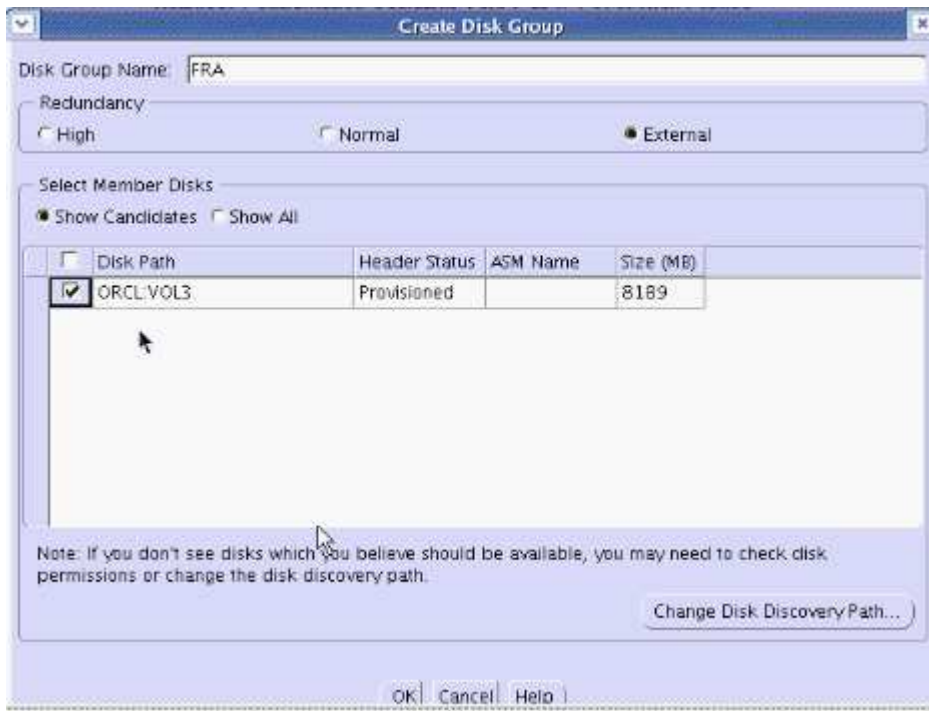 Create Disk Group
Disk Group Name: FRA
Redundancy
High Normal External
Select Member Disks
Show Candidates Show All
Disk Path Header Status ASM Name Size (MB)
ORCL:VOL3 Provisioned 8189
Note: If you don't see disks which you believe should be available, you may need to check disk
permissions or change the disk discovery path.
Change Disk Discovery Path...
OK Cancel Help